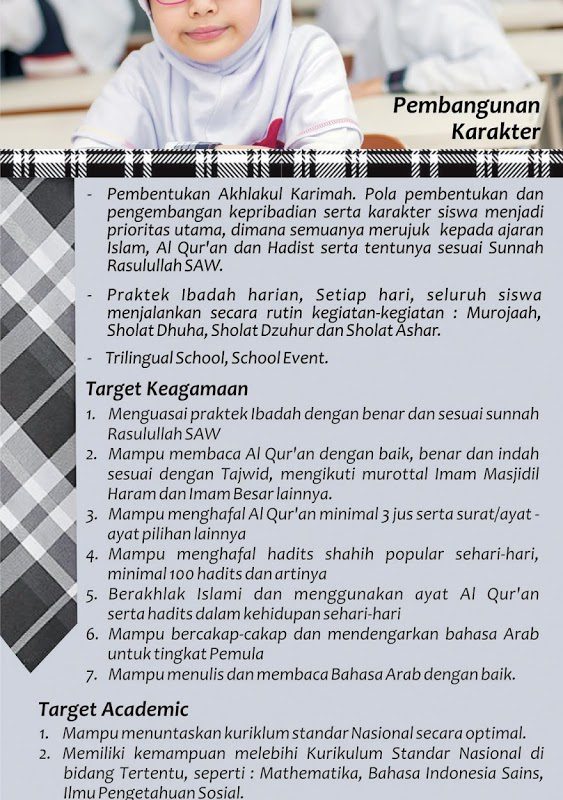 Pembangunan
Karakter
- Pembentukan Akhlakul Karimah. Pola pembentukan dan
pengembangan kepribadian serta karakter siswa menjadi
prioritas utama, dimana semuanya merujuk kepada ajaran
Islam, Al Qur'an dan Hadist serta tentunya sesuai Sunnah
Rasulullah SAW.
- Praktek Ibadah harian, Setiap hari, seluruh siswa
menjalankan secara rutin kegiatan-kegiatan : Murojaah,
Sholat Dhuha, Sholat Dzuhur dan Sholat Ashar.
- Trilingual School, School Event.
Target Keagamaan
1. Menguasai praktek Ibadah dengan benar dan sesuai sunnah
Rasulullah SAW
2. Mampu membaca Al Qur'an dengan baik, benar dan indah
sesuai dengan Tajwid, mengikuti murottal Imam Masjidil
Haram dan Imam Besar lainnya.
3. Mampu menghafal Al Qur'an minimal 3 jus serta surat/ayat -
ayat pilihan lainnya
4. Mampu menghafal hadits shahih popular sehari-hari,
minimal 100 hadits dan artinya
5. Berakhlak Islami dan menggunakan ayat Al Qur'an
serta hadits dalam kehidupan sehari-hari
6. Mampu bercakap-cakap dan mendengarkan bahasa Arab
untuk tingkat Pemula
7. Mampu menulis dan membaca Bahasa Arab dengan baik.
Target Academic
1. Mampu menuntaskan kuriklum standar Nasional secara optimal.
2. Memiliki kemampuan melebihi Kurikulum Standar Nasional di
bidang Tertentu, seperti : Mathematika, Bahasa Indonesia Sains,
Ilmu Pengetahuan Sosial.